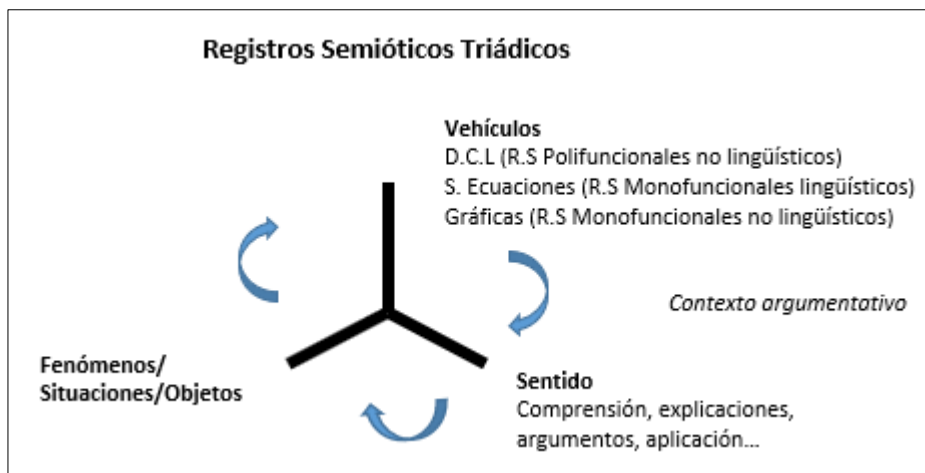 Registros Semióticos Triádicos
Vehículos
D.C.L (R.S Polifuncionales no lingüísticos)
S. Ecuaciones (R.S Monofuncionales lingüísticos)
Gráficas (R.S Monofuncionales no lingüísticos)
Contexto argumentativo
Fenómenos/
Situaciones/Objetos
Sentido
Comprensión, explicaciones,
argumentos, aplicación...